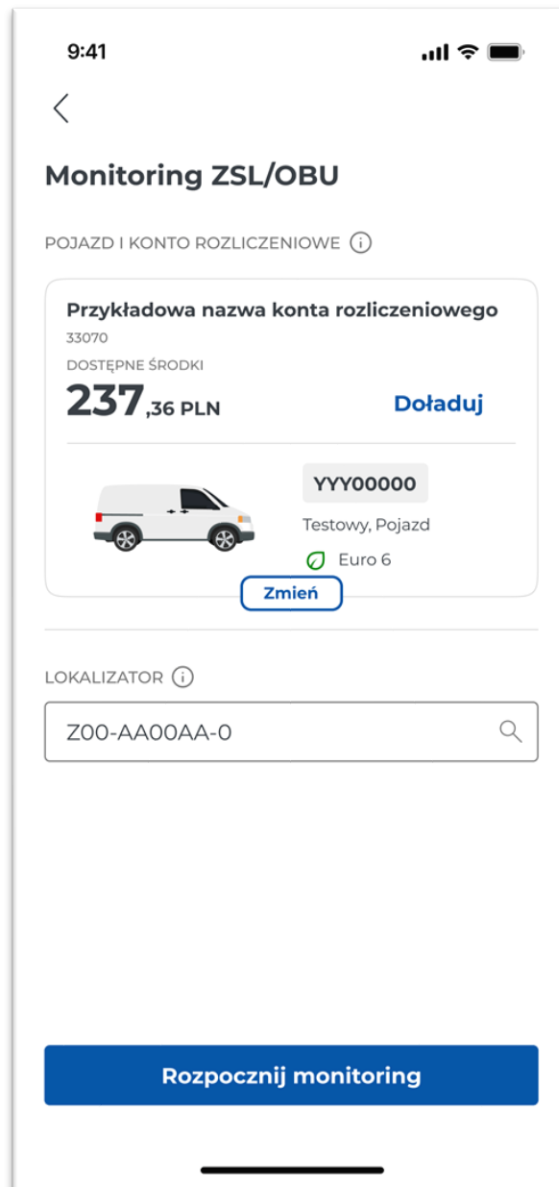 9:41
Monitoring ZSL/OBU
POJAZD I KONTO ROZLICZENIOWE
Przykładowa nazwa konta rozliczeniowego
33070
DOSTĘPNE ŚRODKI
237,36 PLN Doładuj
YYY00000
Testowy, Pojazd
Euro 6
Zmień
LOKALIZATOR
Z00-AA00AA-0
Rozpocznij monitoring